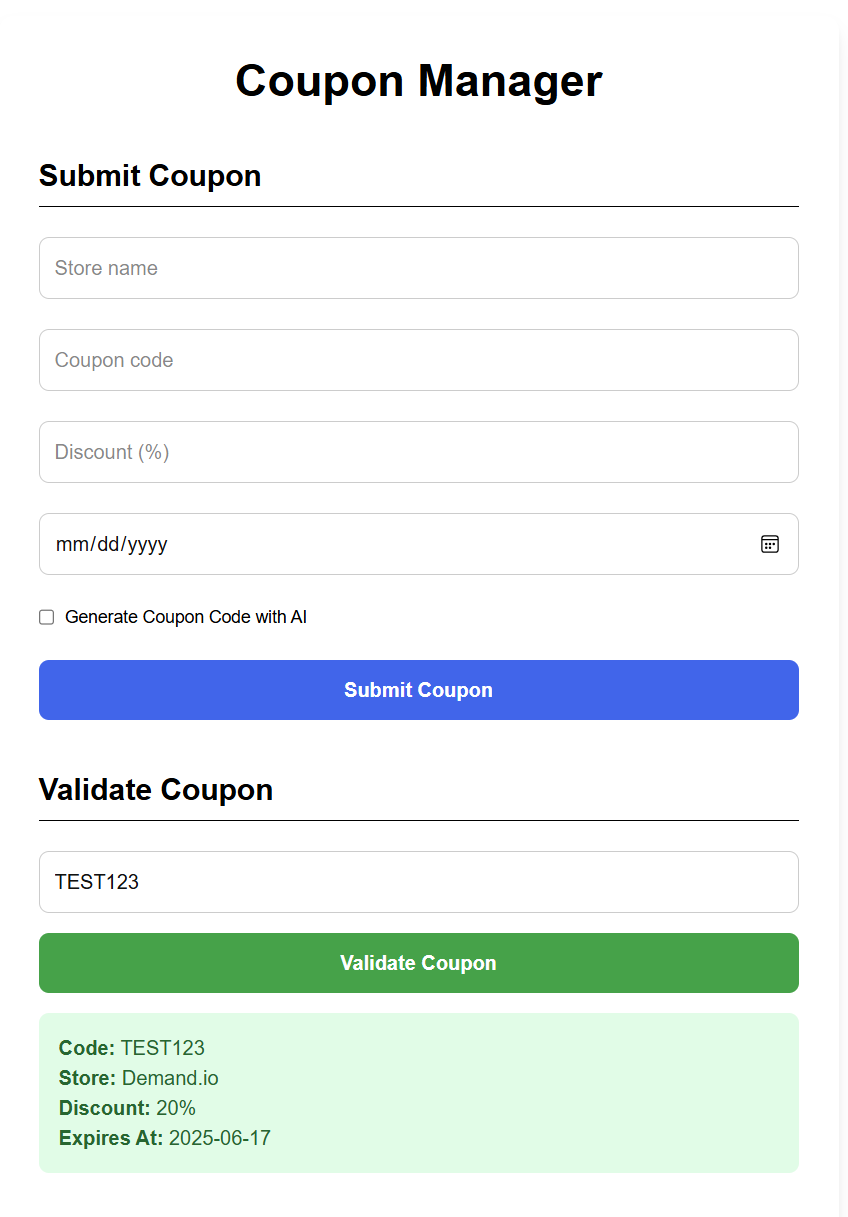 Coupon Manager
Submit Coupon
Store name
Coupon code
Discount (%)
mm/dd/yyyy
Generate Coupon Code with AI
Submit Coupon
Validate Coupon
TEST123
Validate Coupon
Code: TEST123
Store: Demand.io
Discount: 20%
Expires At: 2025-06-17